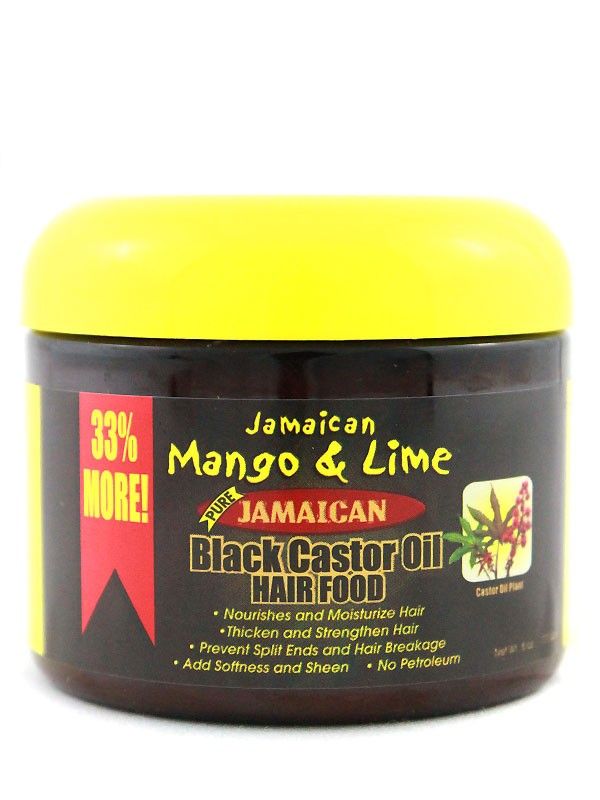 33%
MORE!
Jamaican
Mango & Lime
PURE
JAMAICAN
Black Castor Oil
HAIR FOOD
• Nourishes and Moisturize Hair
•Thicken and Strengthen Hair
• Prevent Split Ends and Hair Breakage
• Add Softness and Sheen • No Petroleum
Castor Oil Plant